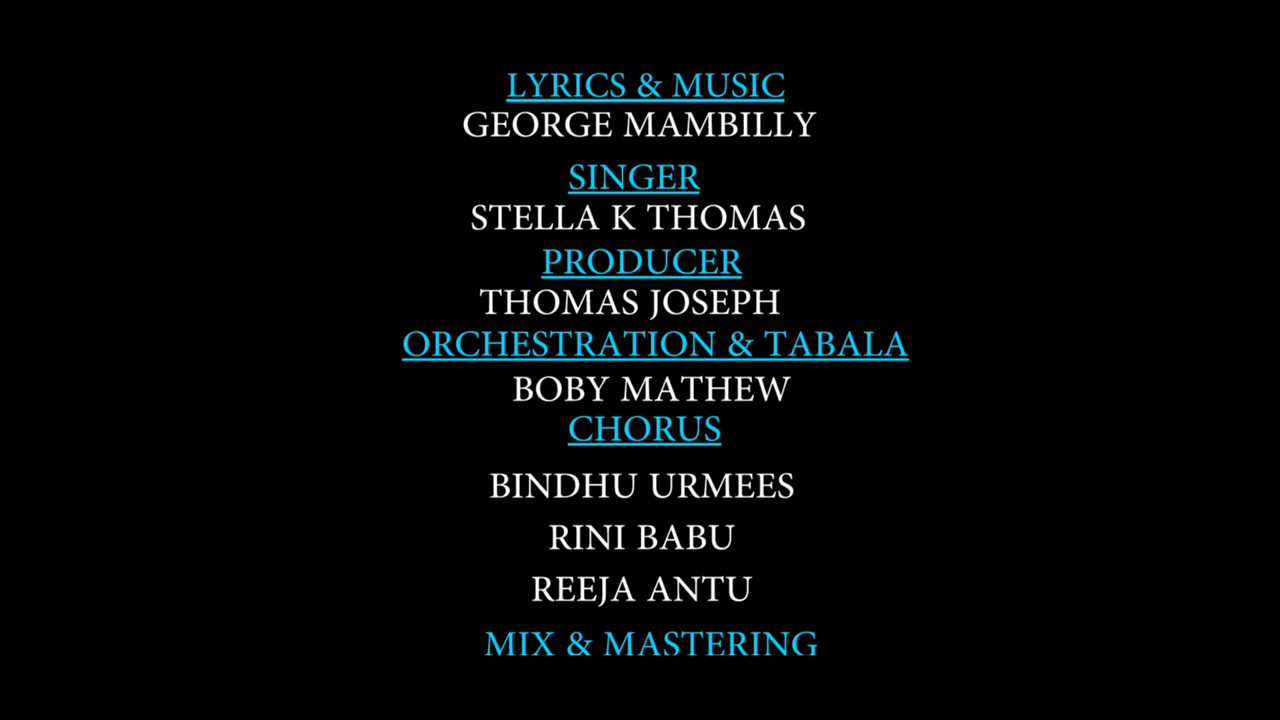 LYRICS & MUSIC
GEORGE MAMBILLY
SINGER
STELLA K THOMAS
PRODUCER
THOMAS JOSEPH
ORCHESTRATION & TABALA
BOBY MATHEW
CHORUS
BINDHU URMEES
RINI BABU
REEJA ANTU
MIX & MASTERING